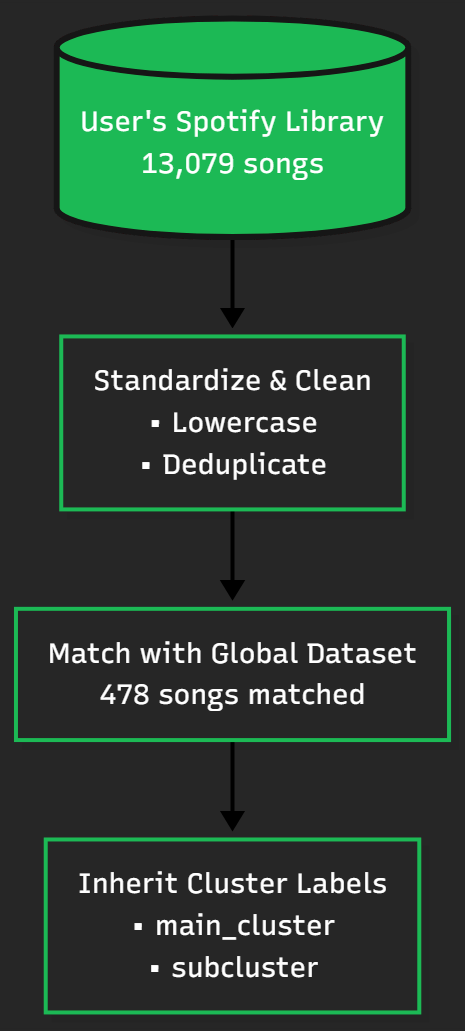 User's Spotify Library
13,079 songs
Standardize & Clean
▪ Lowercase
▪ Deduplicate
Match with Global Dataset
478 songs matched
Inherit Cluster Labels
▪ main_cluster
▪ subcluster